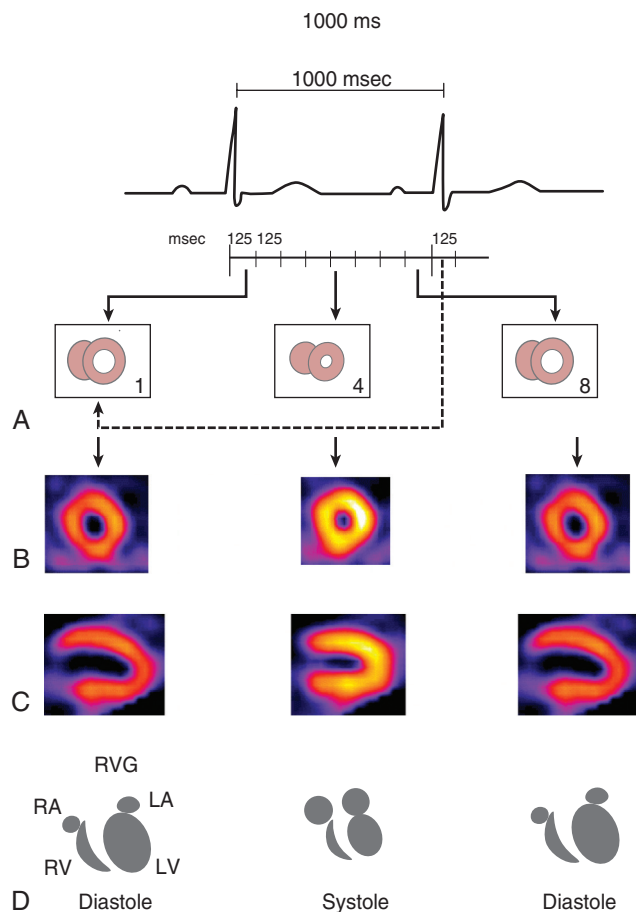 1000 ms
1000 msec
msec 125 125 125
1 4 8
A
B
C
RVG
RA LA
RV LV
D Diastole Systole Diastole